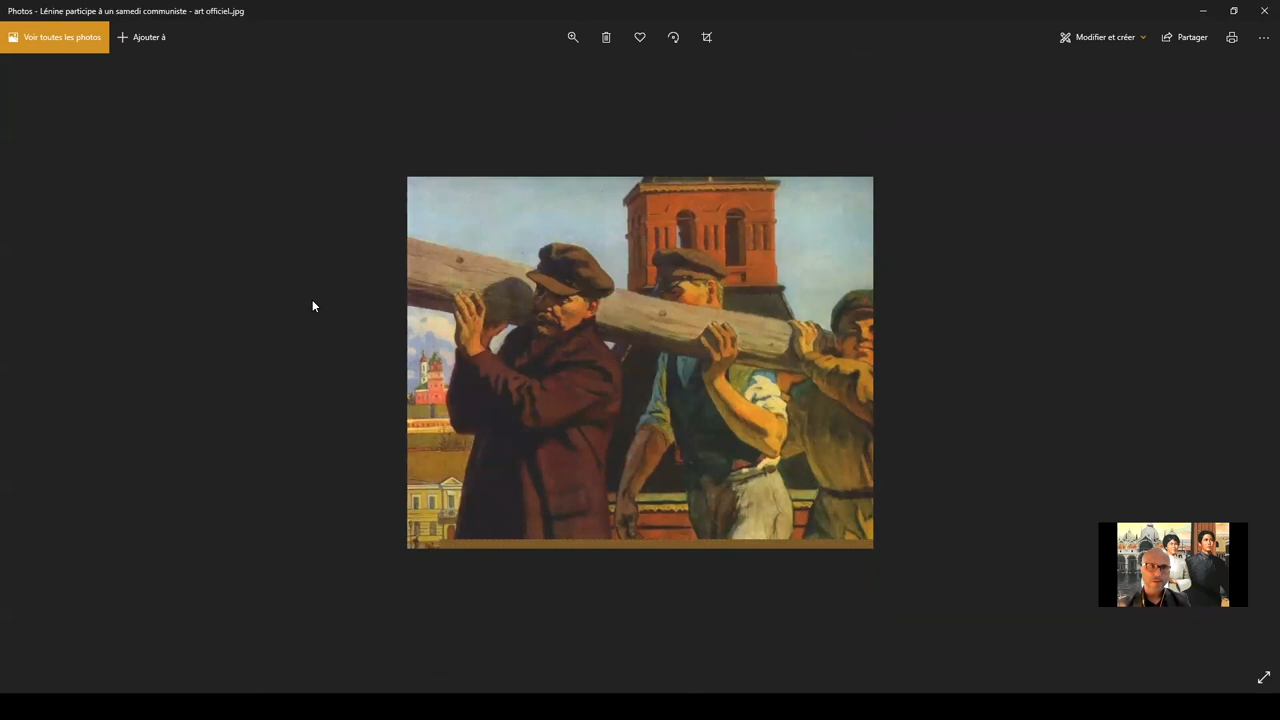 Photos - Lénine participe à un samedi communiste - art officiel.jpg
Voir toutes les photos
Ajouter à
Modifier et créer
Partager